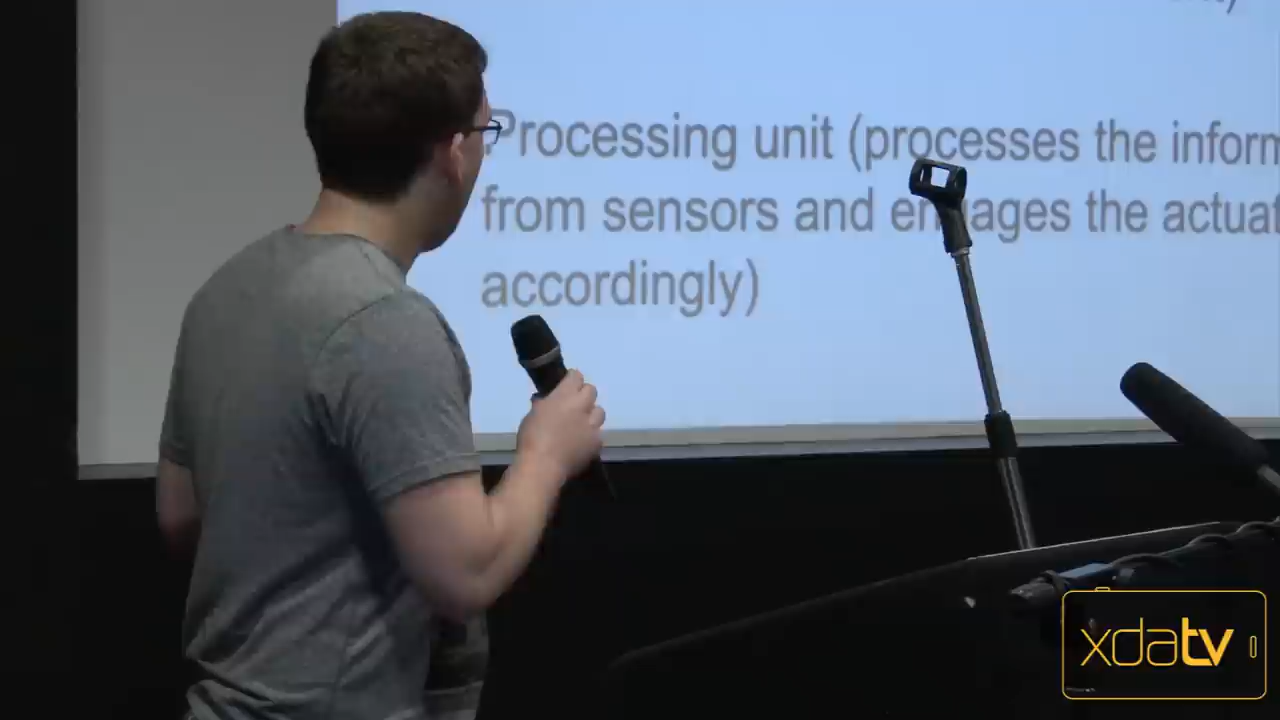 Processing unit (processes the inform
from sensors and engages the actuat
accordingly)
xdatv